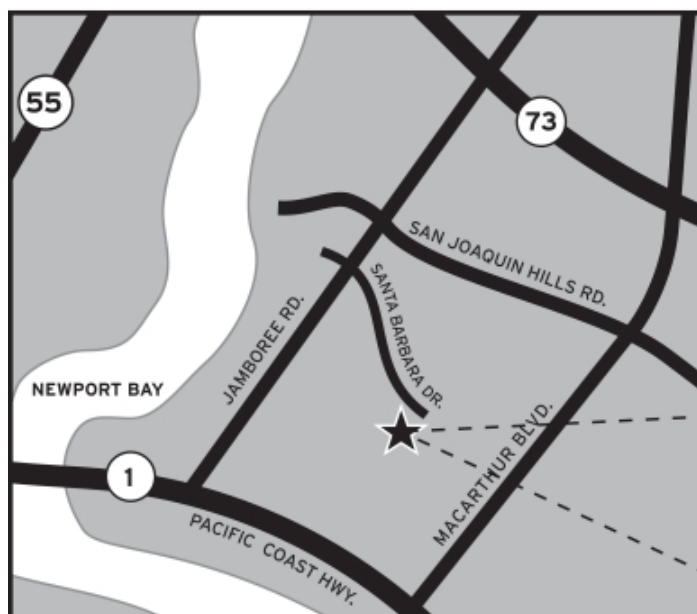 55
73
SAN JOAQUIN HILLS RD.
SANTA BARBARA DR.
JAMBOREE RD.
NEWPORT BAY
MACARTHUR BLVD.
1
PACIFIC COAST HWY.